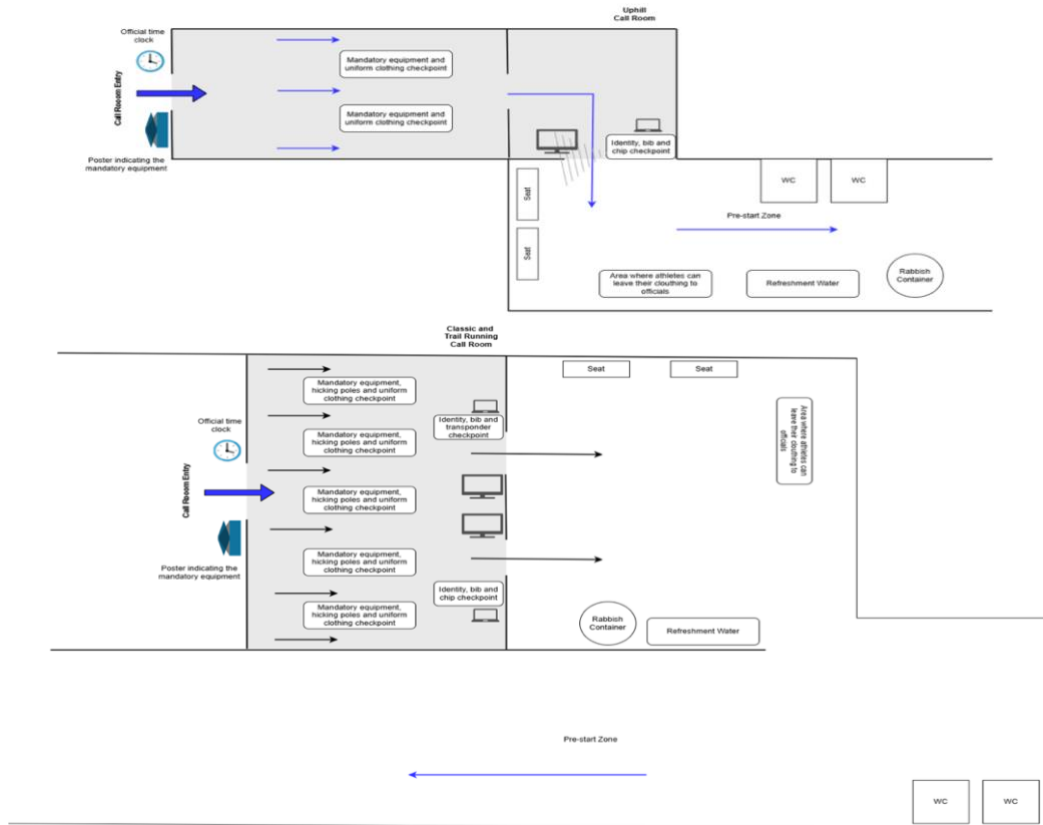 Uphill
Call Room
Official time
clock
Call Rooom Entry
Poster indicating the
mandatory equipment
Mandatory equipment and
uniform clothing checkpoint
Mandatory equipment and
uniform clothing checkpoint
Identity, bib and
chip checkpoint
WC
WC
Seat
Seat
Pre-start Zone
Area where athletes can
leave their clouthing to
officials
Refreshment Water
Rabbish
Container
Classic and
Trail Running
Call Room
Official time
clock
Call Rooom Entry
Poster indicating the
mandatory equipment
Mandatory equipment,
hicking poles and uniform
clothing checkpoint
Mandatory equipment,
hicking poles and uniform
clothing checkpoint
Mandatory equipment,
hicking poles and uniform
clothing checkpoint
Mandatory equipment,
hicking poles and uniform
clothing checkpoint
Mandatory equipment,
hicking poles and uniform
clothing checkpoint
Identity, bib and
transponder
checkpoint
Identity, bib and
chip checkpoint
Seat
Seat
Area where athletes can
leave their clouthing to
officials
Rabbish
Container
Refreshment Water
Pre-start Zone
WC
WC